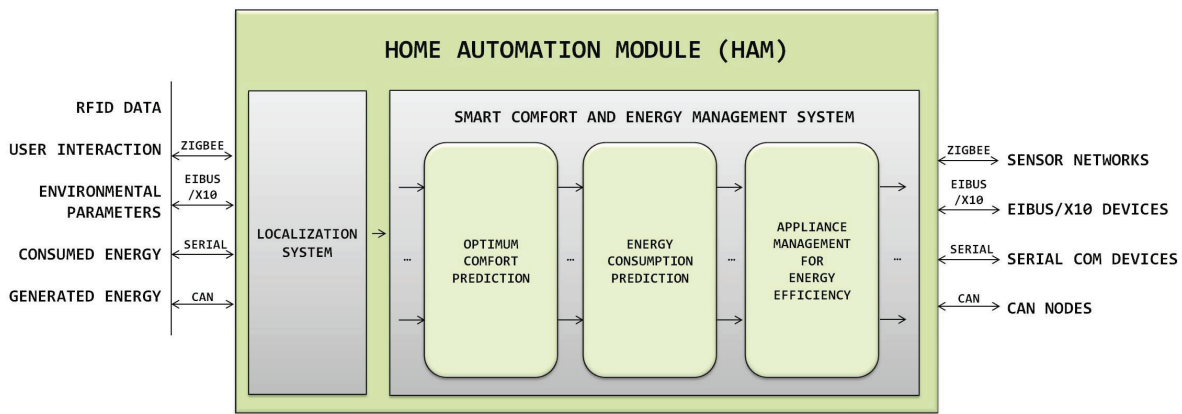 HOME AUTOMATION MODULE (HAM)
RFID DATA
USER INTERACTION
ENVIRONMENTAL
PARAMETERS
CONSUMED ENERGY
GENERATED ENERGY
ZIGBEE
EIBUS
/X10
SERIAL
CAN
LOCALIZATION
SYSTEM
SMART COMFORT AND ENERGY MANAGEMENT SYSTEM
...
OPTIMUM
COMFORT
PREDICTION
...
ENERGY
CONSUMPTION
PREDICTION
...
APPLIANCE
MANAGEMENT
FOR
ENERGY
EFFICIENCY
...
ZIGBEE
EIBUS
/X10
SERIAL
CAN
SENSOR NETWORKS
EIBUS/X10 DEVICES
SERIAL COM DEVICES
CAN NODES